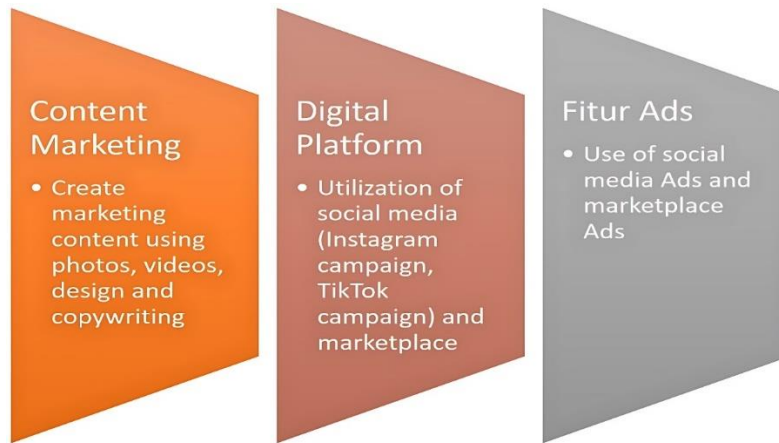 Content
Marketing
• Create
marketing
content using
photos, videos,
design and
copywriting
Digital
Platform
• Utilization of
social media
(Instagram
campaign,
TikTok
campaign) and
marketplace
Fitur Ads
• Use of social
media Ads and
marketplace
Ads